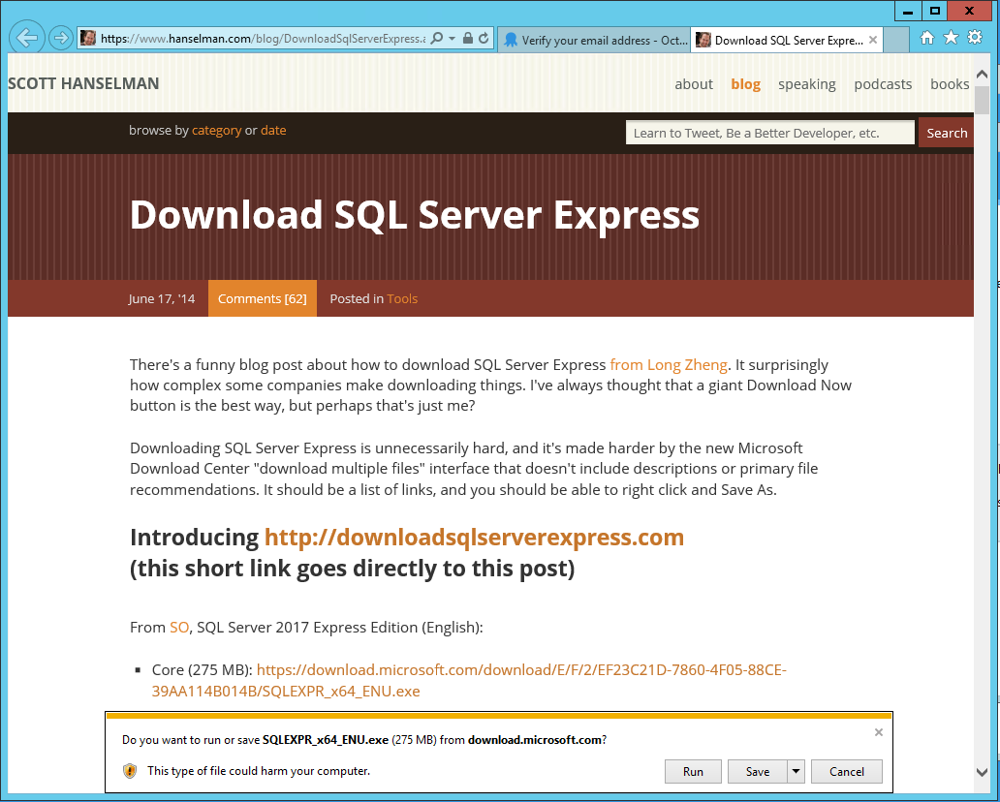 https://www.hanselman.com/blog/DownloadSqlServerExpress.a
Verify your email address - Oct...
Download SQL Server Expre...
SCOTT HANSELMAN
about blog speaking podcasts books
browse by category or date
Learn to Tweet, Be a Better Developer, etc.
Search
Download SQL Server Express
June 17, '14
Comments [62]
Posted in Tools
There's a funny blog post about how to download SQL Server Express from Long Zheng. It surprisingly
how complex some companies make downloading things. I've always thought that a giant Download Now
button is the best way, but perhaps that's just me?
Downloading SQL Server Express is unnecessarily hard, and it's made harder by the new Microsoft
Download Center "download multiple files" interface that doesn't include descriptions or primary file
recommendations. It should be a list of links, and you should be able to right click and Save As.
Introducing http://downloadsqlserverexpress.com
(this short link goes directly to this post)
From SO, SQL Server 2017 Express Edition (English):
Core (275 MB): https://download.microsoft.com/download/E/F/2/EF23C21D-7860-4F05-88CE-
39AA114B014B/SQLEXPR_x64_ENU.exe
Do you want to run or save SQLEXPR_x64_ENU.exe (275 MB) from download.microsoft.com?
This type of file could harm your computer.
Run
Save
Cancel